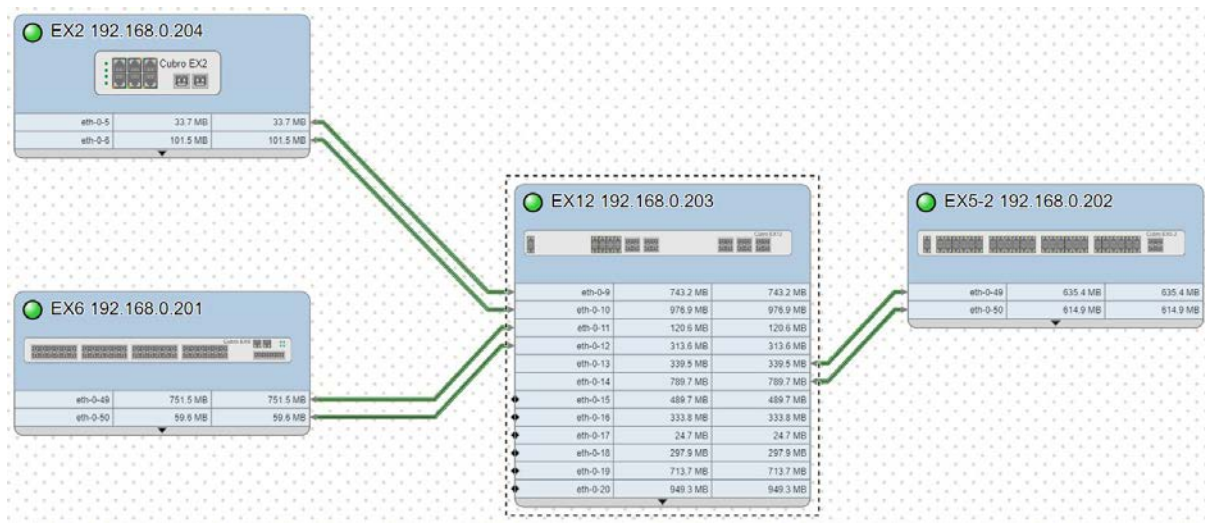 EX2 192.168.0.204
Cubro EX2
eth-0-5 33.7 MB 33.7 MB
eth-0-6 101.5 MB 101.5 MB
EX6 192.168.0.201
Cubro EX6
eth-0-49 751.5 MB 751.5 MB
eth-0-50 59.6 MB 59.6 MB
EX12 192.168.0.203
Cubro EX12
eth-0-9 743.2 MB 743.2 MB
eth-0-10 976.9 MB 976.9 MB
eth-0-11 120.6 MB 120.6 MB
eth-0-12 313.6 MB 313.6 MB
eth-0-13 339.5 MB 339.5 MB
eth-0-14 789.7 MB 789.7 MB
eth-0-15 489.7 MB 489.7 MB
eth-0-16 333.8 MB 333.8 MB
eth-0-17 24.7 MB 24.7 MB
eth-0-18 297.9 MB 297.9 MB
eth-0-19 713.7 MB 713.7 MB
eth-0-20 949.3 MB 949.3 MB
EX5-2 192.168.0.202
Cubro EX5-2
eth-0-49 635.4 MB 635.4 MB
eth-0-50 614.9 MB 614.9 MB